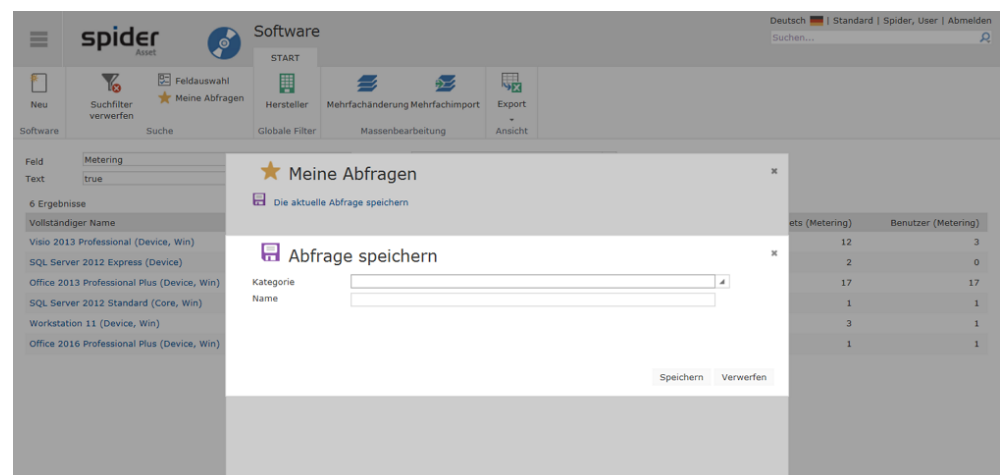 Deutsch | Standard | Spider, User | Abmelden
spider
Asset
Software
Suchen...
START
Neu
Suchfilter verwerfen
Feldauswahl
Meine Abfragen
Hersteller
Mehrfachänderung
Mehrfachimport
Export
Software
Suche
Globale Filter
Massenbearbeitung
Ansicht
Feld
Metering
Text
true
Meine Abfragen
Die aktuelle Abfrage speichern
6 Ergebnisse
Vollständiger Name
ets (Metering)
Benutzer (Metering)
Visio 2013 Professional (Device, Win)
12
3
SQL Server 2012 Express (Device)
2
0
Office 2013 Professional Plus (Device, Win)
17
17
SQL Server 2012 Standard (Core, Win)
1
1
Workstation 11 (Device, Win)
3
1
Office 2016 Professional Plus (Device, Win)
1
1
Abfrage speichern
Kategorie
Name
Speichern
Verwerfen